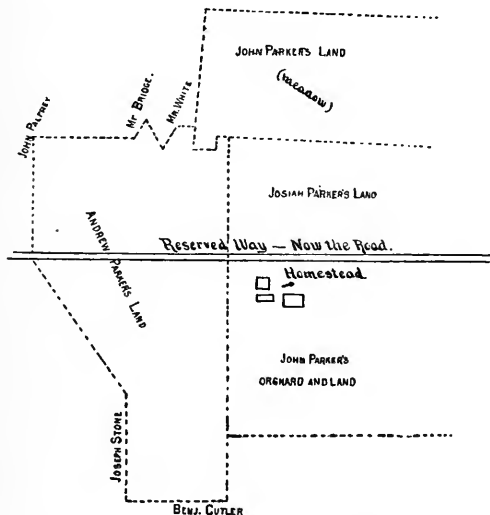 JOHN PARKER'S LAND
(Meadow)
MR BRIDGE.
MR. WHITE
JOHN PALFREY
JOSIAH PARKER'S LAND
ANDREW PARKER'S LAND
Reserved Way — Now the Road.
Homestead
JOHN PARKER'S
ORCHARD AND LAND
JOSEPH STONE
BENJ. CUTLER